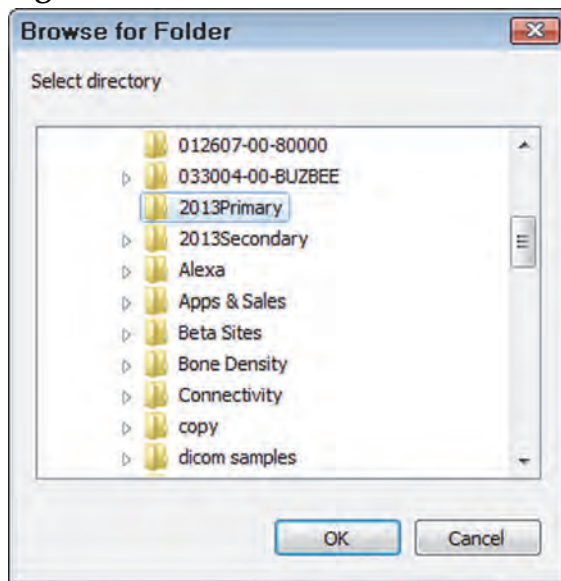 Browse for Folder
Select directory
012607-00-80000
033004-00-BUZBEE
2013Primary
2013Secondary
Alexa
Apps & Sales
Beta Sites
Bone Density
Connectivity
copy
dicom samples
OK Cancel